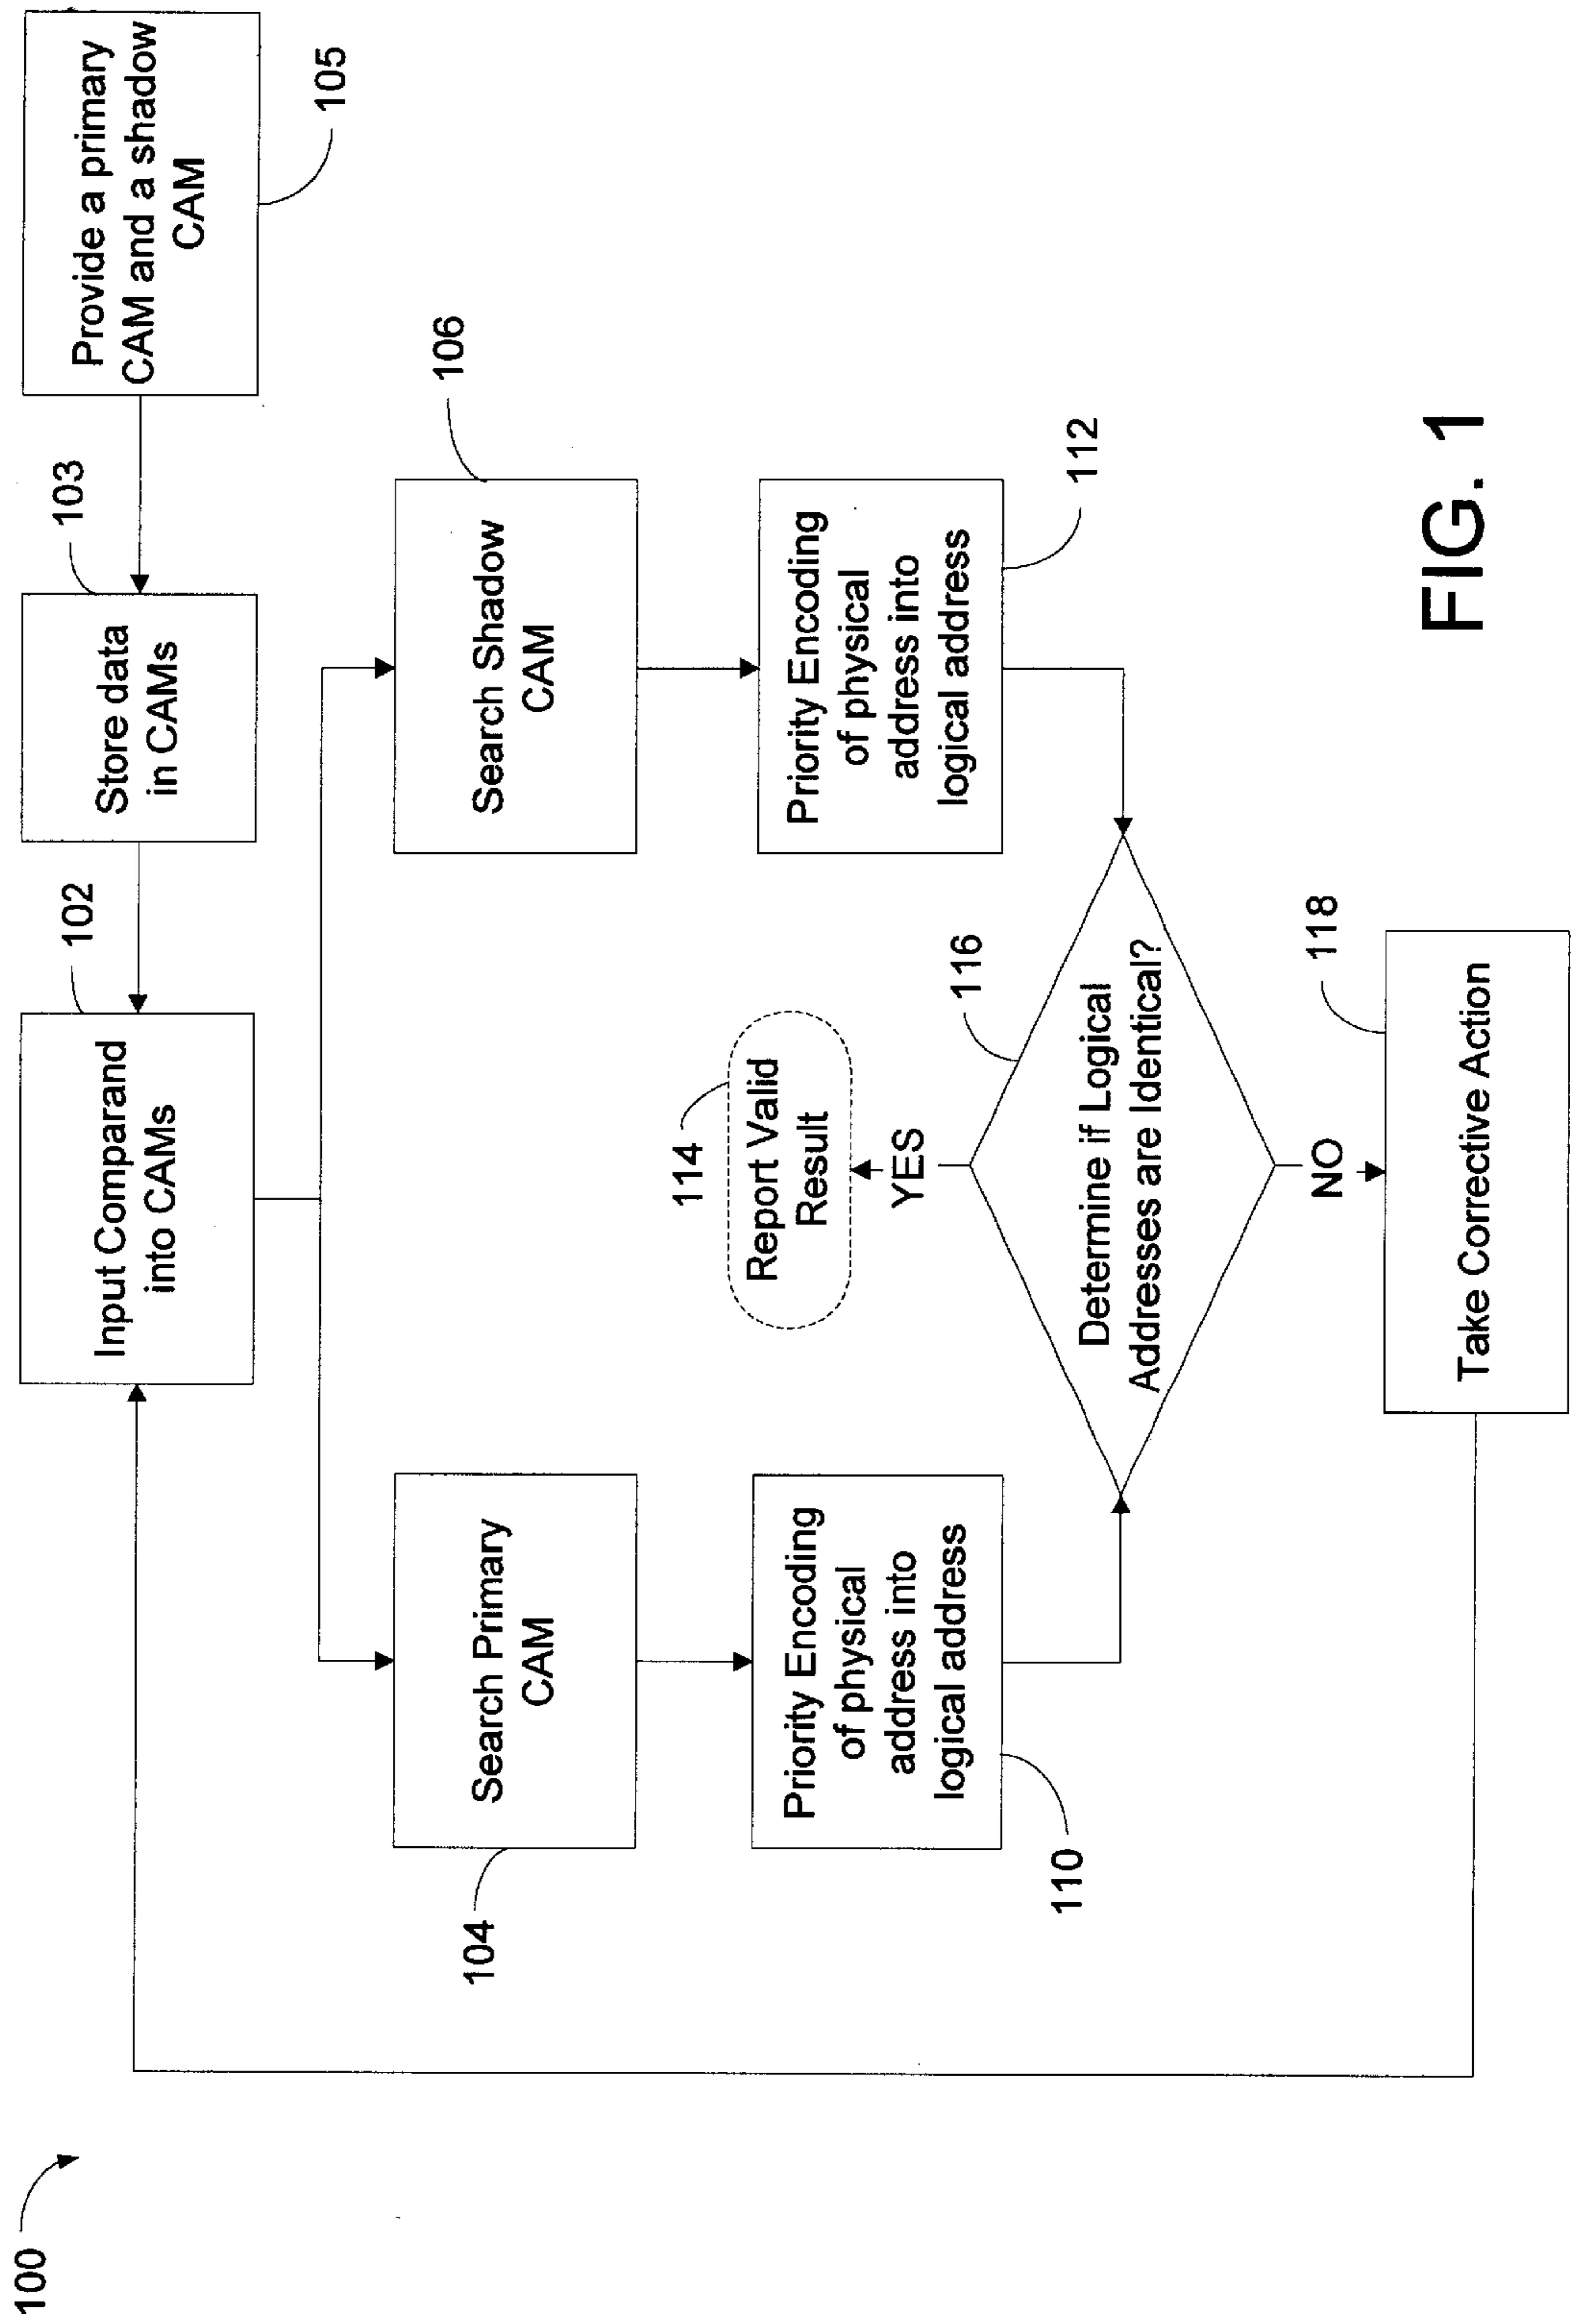 100
Input Comparand
into CAMs
102
Store data
in CAMs
103
Provide a primary
CAM and a shadow
CAM
105
104
Search Primary
CAM
Search Shadow
CAM
106
110
Priority Encoding
of physical
address into
logical address
114
Report Valid
Result
YES
Priority Encoding
of physical
address into
logical address
112
116
Determine if Logical
Addresses are Identical?
NO
118
Take Corrective Action
FIG. 1